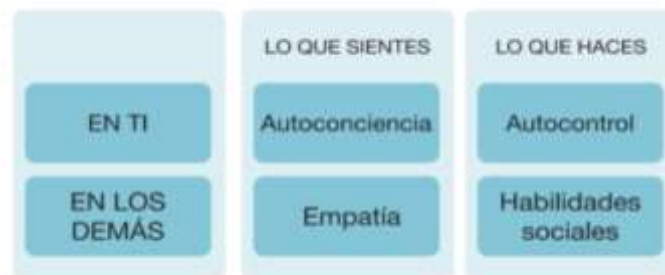 LO QUE SIENTES
LO QUE HACES
EN TI
Autoconciencia
Autocontrol
EN LOS
DEMÁS
Empatía
Habilidades
sociales